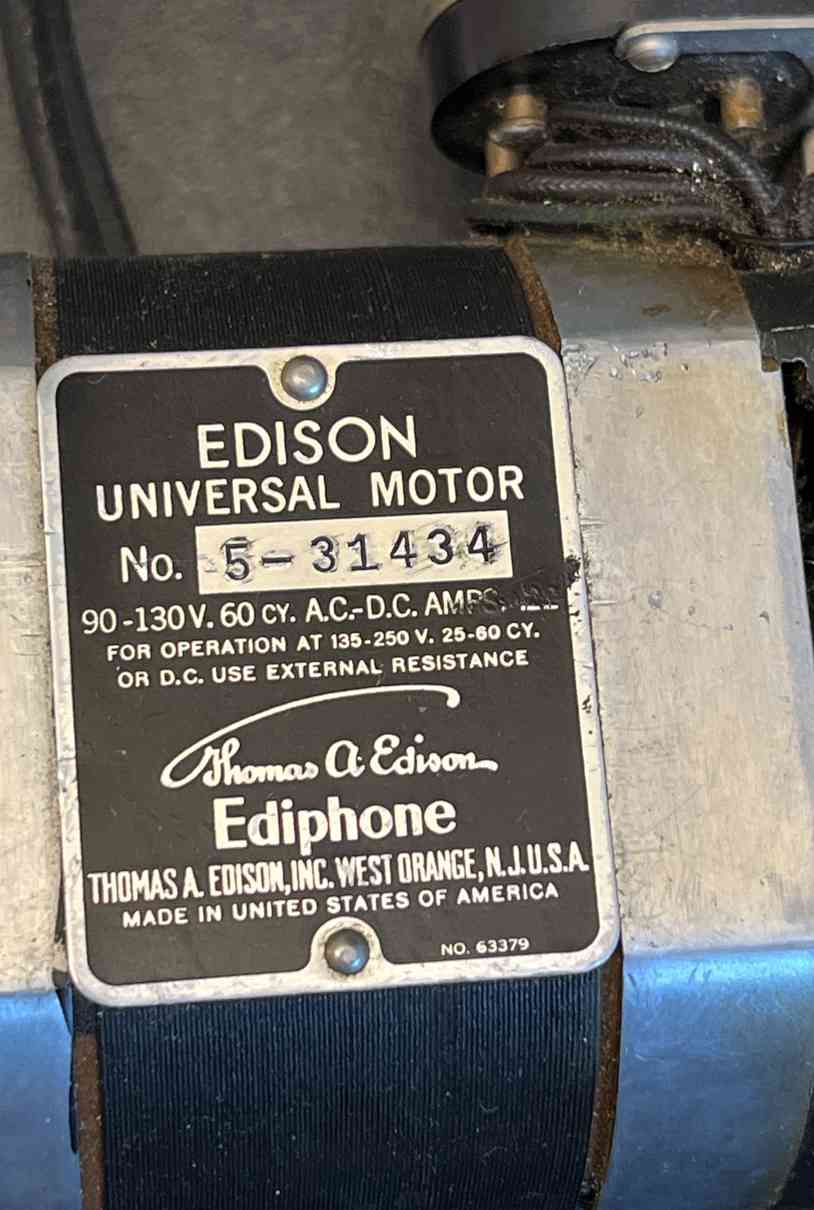 EDISON
UNIVERSAL MOTOR
No. 5-31434
90-130 V. 60 CY. A.C.-D.C. AMPS.
FOR OPERATION AT 135-250 V. 25-60 CY.
OR D.C. USE EXTERNAL RESISTANCE
Thomas A Edison
Ediphone
THOMAS A. EDISON, INC. WEST ORANGE, N.J. U.S.A.
MADE IN UNITED STATES OF AMERICA
NO. 63379